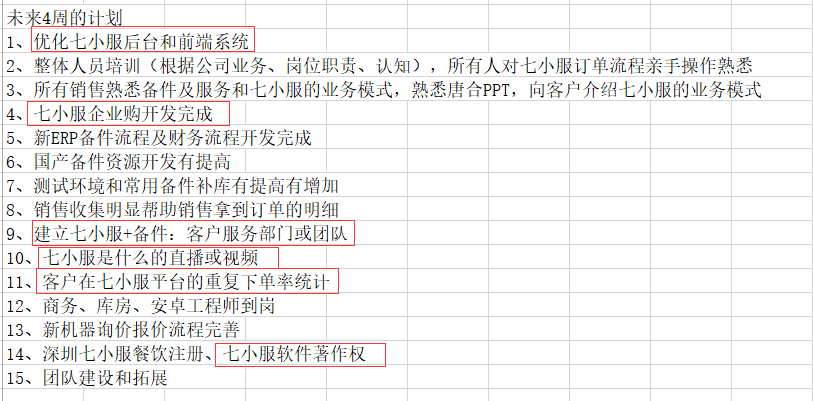 未来4周的计划
1、优化七小服后台和前端系统
2、整体人员培训（根据公司业务、岗位职责、认知），所有人对七小服订单流程亲手操作熟悉
3、所有销售熟悉备件及服务和七小服的业务模式，熟悉唐合PPT，向客户介绍七小服的业务模式
4、七小服企业购开发完成
5、新ERP备件流程及财务流程开发完成
6、国产备件资源开发有提高
7、测试环境和常用备件补库有提高有增加
8、销售收集明显帮助销售拿到订单的明细
9、建立七小服+备件：客户服务部门或团队
10、七小服是什么的直播或视频
11、客户在七小服平台的重复下单率统计
12、商务、库房、安卓工程师到岗
13、新机器询价报价流程完善
14、深圳七小服餐饮注册、七小服软件著作权
15、团队建设和拓展